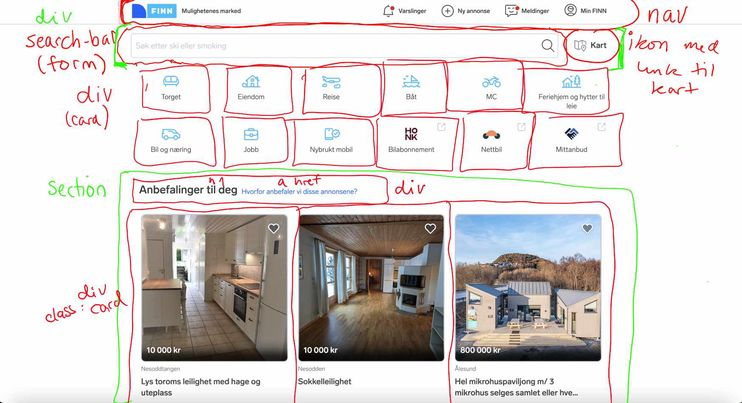 div
FINN Mulighetenes marked
Varslinger
Ny annonse
Meldinger
Min FINN
nav
search-bar
(form)
Søk etter ski eller smoking
Kart
ikon med
link til
kart
div
(card)
Torget
Eiendom
Reise
Båt
MC
Feriehjem og hytter til
leie
Bil og næring
Jobb
Nybrukt mobil
HONK
Bilabonnement
Nettbil
Mittanbud
Section
h1
a href
Anbefalinger til deg Hvorfor anbefaler vi disse annonsene?
div
div
class: card
10 000 kr
10 000 kr
800 000 kr
Nesoddtangen
Nesodden
Ålesund
Lys toroms leilighet med hage og
uteplass
Sokkelleilighet
Hel mikrohuspaviljong m/ 3
mikrohus selges samlet eller hve...